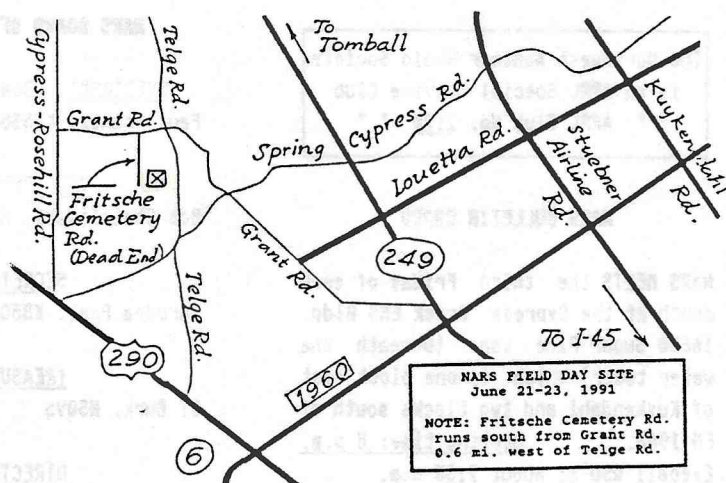 To
Tomball
Cypress-Rosehill Rd.
Telge Rd.
Grant Rd.
Spring Cypress Rd.
Louetta Rd.
Stuebner
Airline
Rd.
Kuykendahl
Rd.
Fritsche
Cemetery
Rd.
(Dead End)
Grant Rd.
Telge Rd.
249
290
1960
6
To I-45
NARS FIELD DAY SITE
June 21-23, 1991
NOTE: Fritsche Cemetery Rd.
runs south from Grant Rd.
0.6 mi. west of Telge Rd.